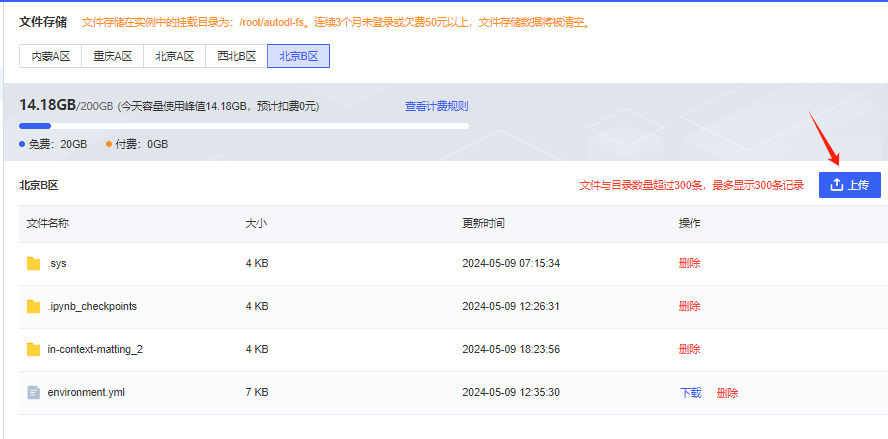 文件存储 文件存储在实例中的挂载目录为：/root/autodl-fs。连续3个月未登录或欠费50元以上，文件存储数据将被清空。
内蒙A区 重庆A区 北京A区 西北B区 北京B区
14.18GB/200GB (今天容量使用峰值14.18GB，预计扣费0元) 查看计费规则
免费：20GB 付费：0GB
北京B区 文件与目录数量超过300条，最多显示300条记录 上传
文件名称 大小 更新时间 操作
.sys 4 KB 2024-05-09 07:15:34 删除
.ipynb_checkpoints 4 KB 2024-05-09 12:26:31 删除
in-context-matting_2 4 KB 2024-05-09 18:23:56 删除
environment.yml 7 KB 2024-05-09 12:35:30 下载 删除